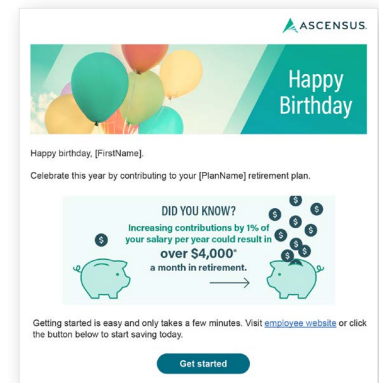 ASCENSUS.
Happy
Birthday
Happy birthday, [FirstName].
Celebrate this year by contributing to your [PlanName] retirement plan.
DID YOU KNOW?
Increasing contributions by 1% of
your salary per year could result in
over $4,000*
a month in retirement.
$
$
$
$
$
$
$
$
Getting started is easy and only takes a few minutes. Visit employee website or click
the button below to start saving today.
Get started